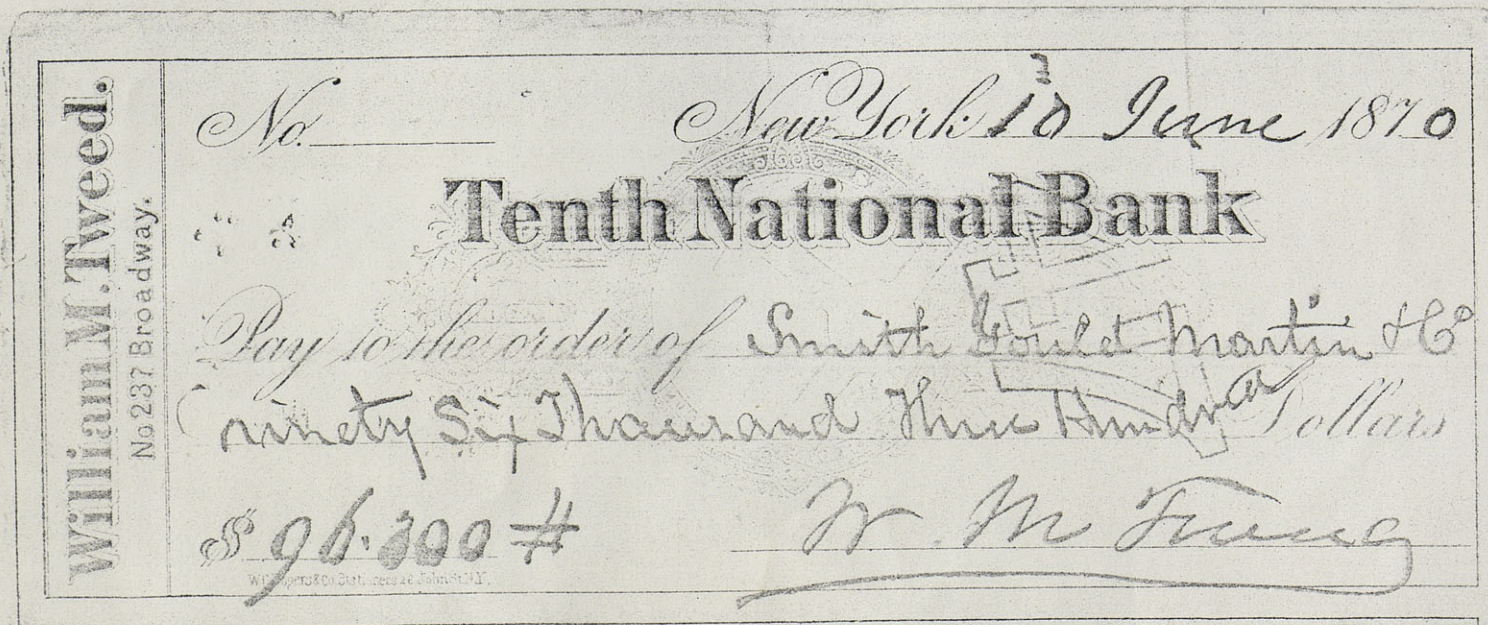 William M. Tweed.
No 237 Broadway.
No.
New York 10 June 1870
Tenth National Bank
Pay to the order of Smith Gould Martin & Co
ninety Six Thousand Three Hundred Dollars
$ 96.300 #
W. M. Tweed